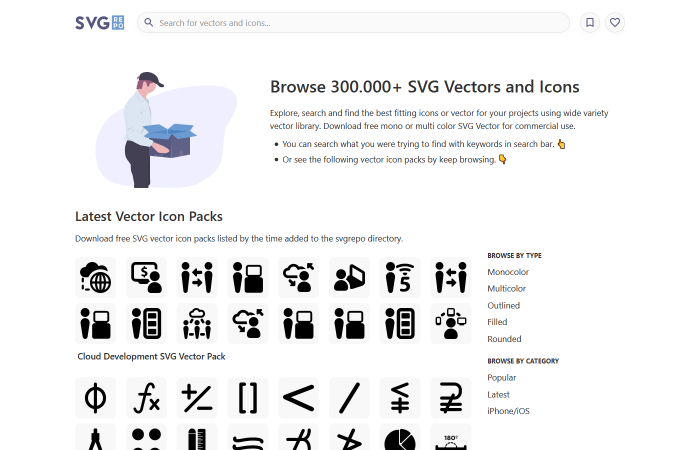 SVG REPO
Search for vectors and icons...
Browse 300.000+ SVG Vectors and Icons
Explore, search and find the best fitting icons or vector for your projects using wide variety
vector library. Download free mono or multi color SVG Vector for commercial use.
• You can search what you were trying to find with keywords in search bar. 👆
• Or see the following vector icon packs by keep browsing. 👇
Latest Vector Icon Packs
Download free SVG vector icon packs listed by the time added to the svgrepo directory.
$
5
Cloud Development SVG Vector Pack
ϕ
fx
+/−
[ ]
<
/
180°
BROWSE BY TYPE
Monocolor
Multicolor
Outlined
Filled
Rounded
BROWSE BY CATEGORY
Popular
Latest
iPhone/iOS